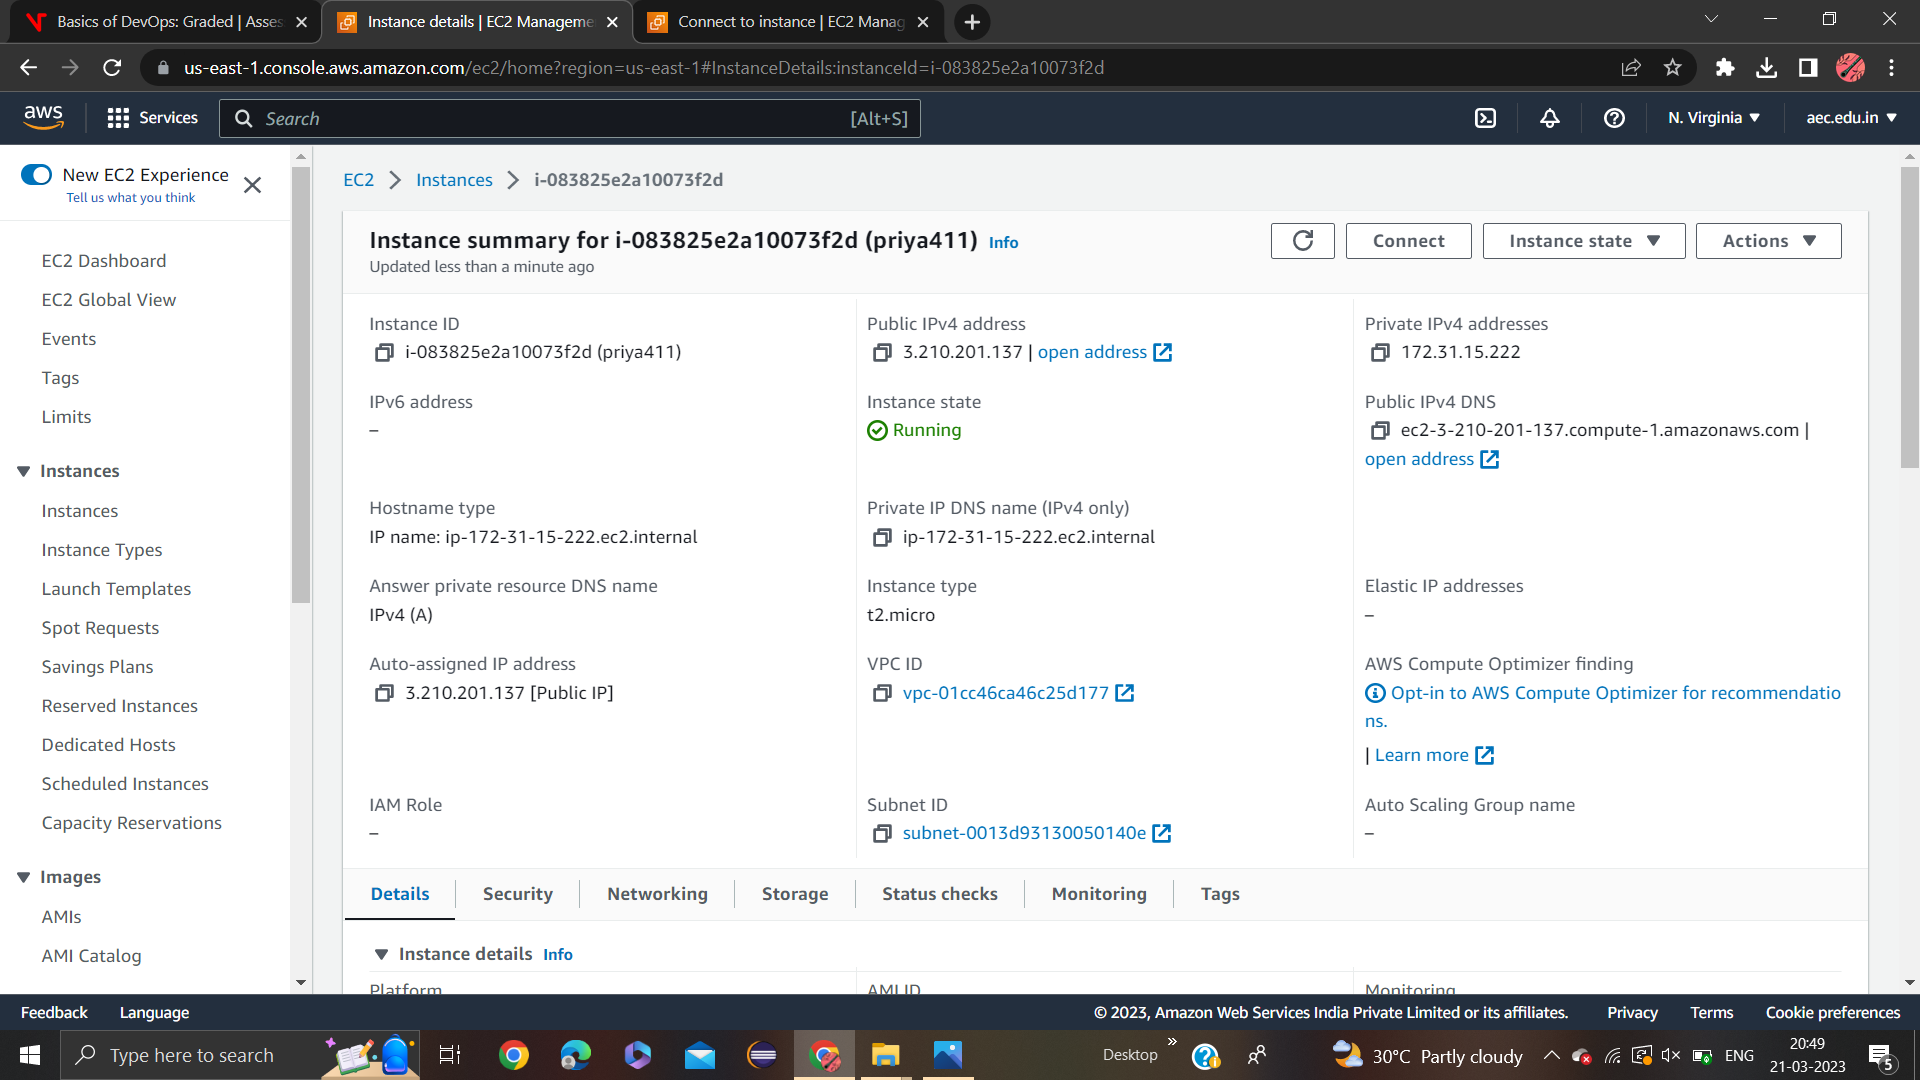 Basics of DevOps: Graded | Asses
Instance details | EC2 Manageme
Connect to instance | EC2 Manag
us-east-1.console.aws.amazon.com/ec2/home?region=us-east-1#InstanceDetails:instanceId=i-083825e2a10073f2d
aws
Services
Search
[Alt+S]
N. Virginia
aec.edu.in
New EC2 Experience
Tell us what you think
EC2 Dashboard
EC2 Global View
Events
Tags
Limits
Instances
Instances
Instance Types
Launch Templates
Spot Requests
Savings Plans
Reserved Instances
Dedicated Hosts
Scheduled Instances
Capacity Reservations
Images
AMIs
AMI Catalog
EC2 > Instances > i-083825e2a10073f2d
Instance summary for i-083825e2a10073f2d (priya411) Info
Updated less than a minute ago
Connect
Instance state
Actions
Instance ID
i-083825e2a10073f2d (priya411)
Public IPv4 address
3.210.201.137 | open address
Private IPv4 addresses
172.31.15.222
IPv6 address
–
Instance state
Running
Public IPv4 DNS
ec2-3-210-201-137.compute-1.amazonaws.com |
open address
Hostname type
IP name: ip-172-31-15-222.ec2.internal
Private IP DNS name (IPv4 only)
ip-172-31-15-222.ec2.internal
Answer private resource DNS name
IPv4 (A)
Instance type
t2.micro
Elastic IP addresses
–
Auto-assigned IP address
3.210.201.137 [Public IP]
VPC ID
vpc-01cc46ca46c25d177
AWS Compute Optimizer finding
Opt-in to AWS Compute Optimizer for recommendatio
ns.
| Learn more
IAM Role
–
Subnet ID
subnet-0013d93130050140e
Auto Scaling Group name
–
Details
Security
Networking
Storage
Status checks
Monitoring
Tags
Instance details Info
Platform
AMI ID
Monitoring
Feedback
Language
© 2023, Amazon Web Services India Private Limited or its affiliates.
Privacy
Terms
Cookie preferences
Type here to search
Desktop
30°C Partly cloudy
ENG
20:49
21-03-2023
5